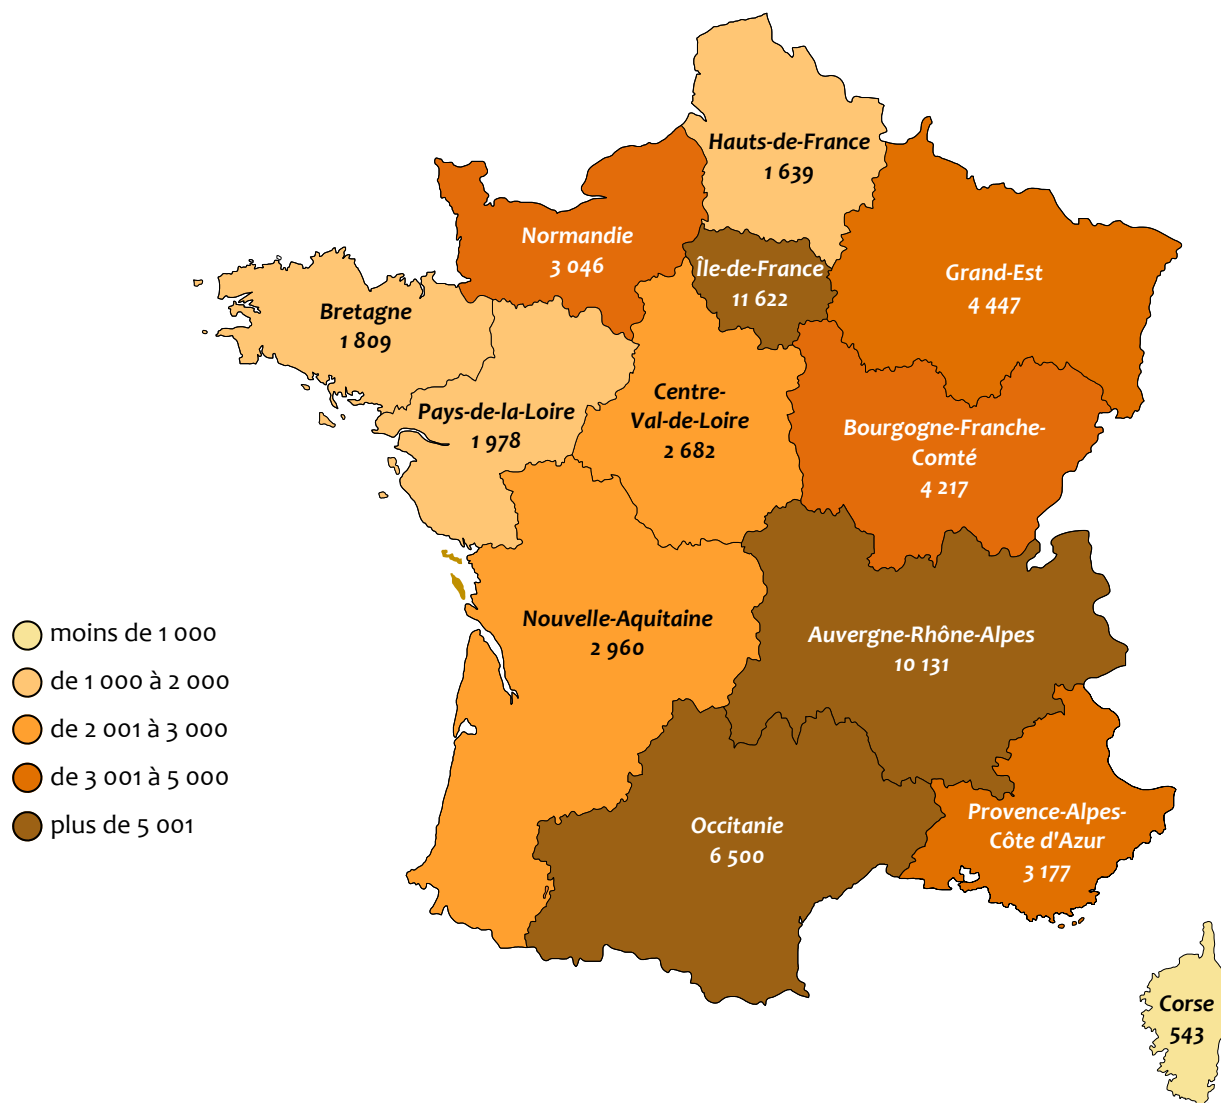 Hauts-de-France
1 639
Normandie
3 046
Île-de-France
11 622
Grand-Est
4 447
Bretagne
1 809
Pays-de-la-Loire
1 978
Centre-
Val-de-Loire
2 682
Bourgogne-Franche-
Comté
4 217
Nouvelle-Aquitaine
2 960
Auvergne-Rhône-Alpes
10 131
moins de 1 000
de 1 000 à 2 000
de 2 001 à 3 000
de 3 001 à 5 000
plus de 5 001
Occitanie
6 500
Provence-Alpes-
Côte d'Azur
3 177
Corse
543